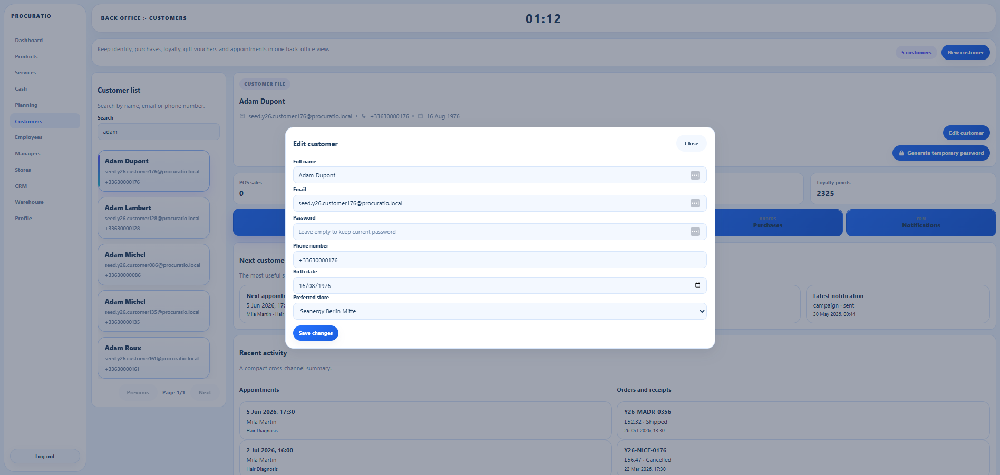 PROCURATIO
Dashboard
Products
Services
Cash
Planning
Customers
Employees
Managers
Stores
CRM
Warehouse
Profile
Log out
BACK OFFICE > CUSTOMERS
01:12
Keep identity, purchases, loyalty, gift vouchers and appointments in one back-office view.
5 customers
New customer
Customer list
Search by name, email or phone number.
Search
adam
Adam Dupont
seed.y26.customer176@procuratio.local
+33630000176
Adam Lambert
seed.y26.customer128@procuratio.local
+33630000128
Adam Michel
seed.y26.customer086@procuratio.local
+33630000086
Adam Michel
seed.y26.customer135@procuratio.local
+33630000135
Adam Roux
seed.y26.customer161@procuratio.local
+33630000161
Previous
Page 1/1
Next
CUSTOMER FILE
Adam Dupont
seed.y26.customer176@procuratio.local • +33630000176 • 16 Aug 1976
Edit customer
Generate temporary password
POS sales
0
Loyalty points
2325
ORDERS
Purchases
CRM
Notifications
Edit customer
Close
Full name
Adam Dupont
Email
seed.y26.customer176@procuratio.local
Password
Leave empty to keep current password
Phone number
+33630000176
Birth date
16/08/1976
Preferred store
Seanergy Berlin Mitte
Save changes
Next custome
The most useful s
Next appointn
5 Jun 2026, 17:
Mila Martin · Hair
Latest notification
campaign · sent
30 May 2026, 00:44
Recent activity
A compact cross-channel summary.
Appointments
5 Jun 2026, 17:30
Mila Martin
Hair Diagnosis
2 Jul 2026, 16:00
Mila Martin
Hair Diagnosis
Orders and receipts
Y26-MADR-0356
£52.32 · Shipped
26 Oct 2026, 13:30
Y26-NICE-0176
£56.47 · Cancelled
22 Mar 2026, 17:30